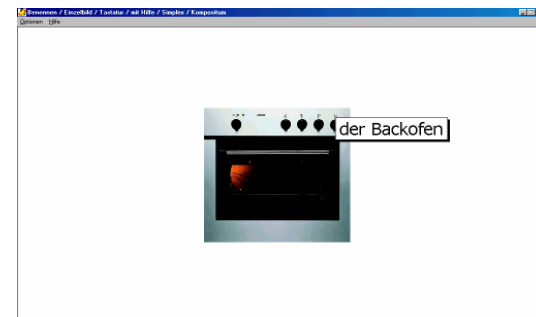 Benennen / Einzelbild / Tastatur / mit Hilfe / Simplex / Kompositum
Optionen Hilfe
der Backofen